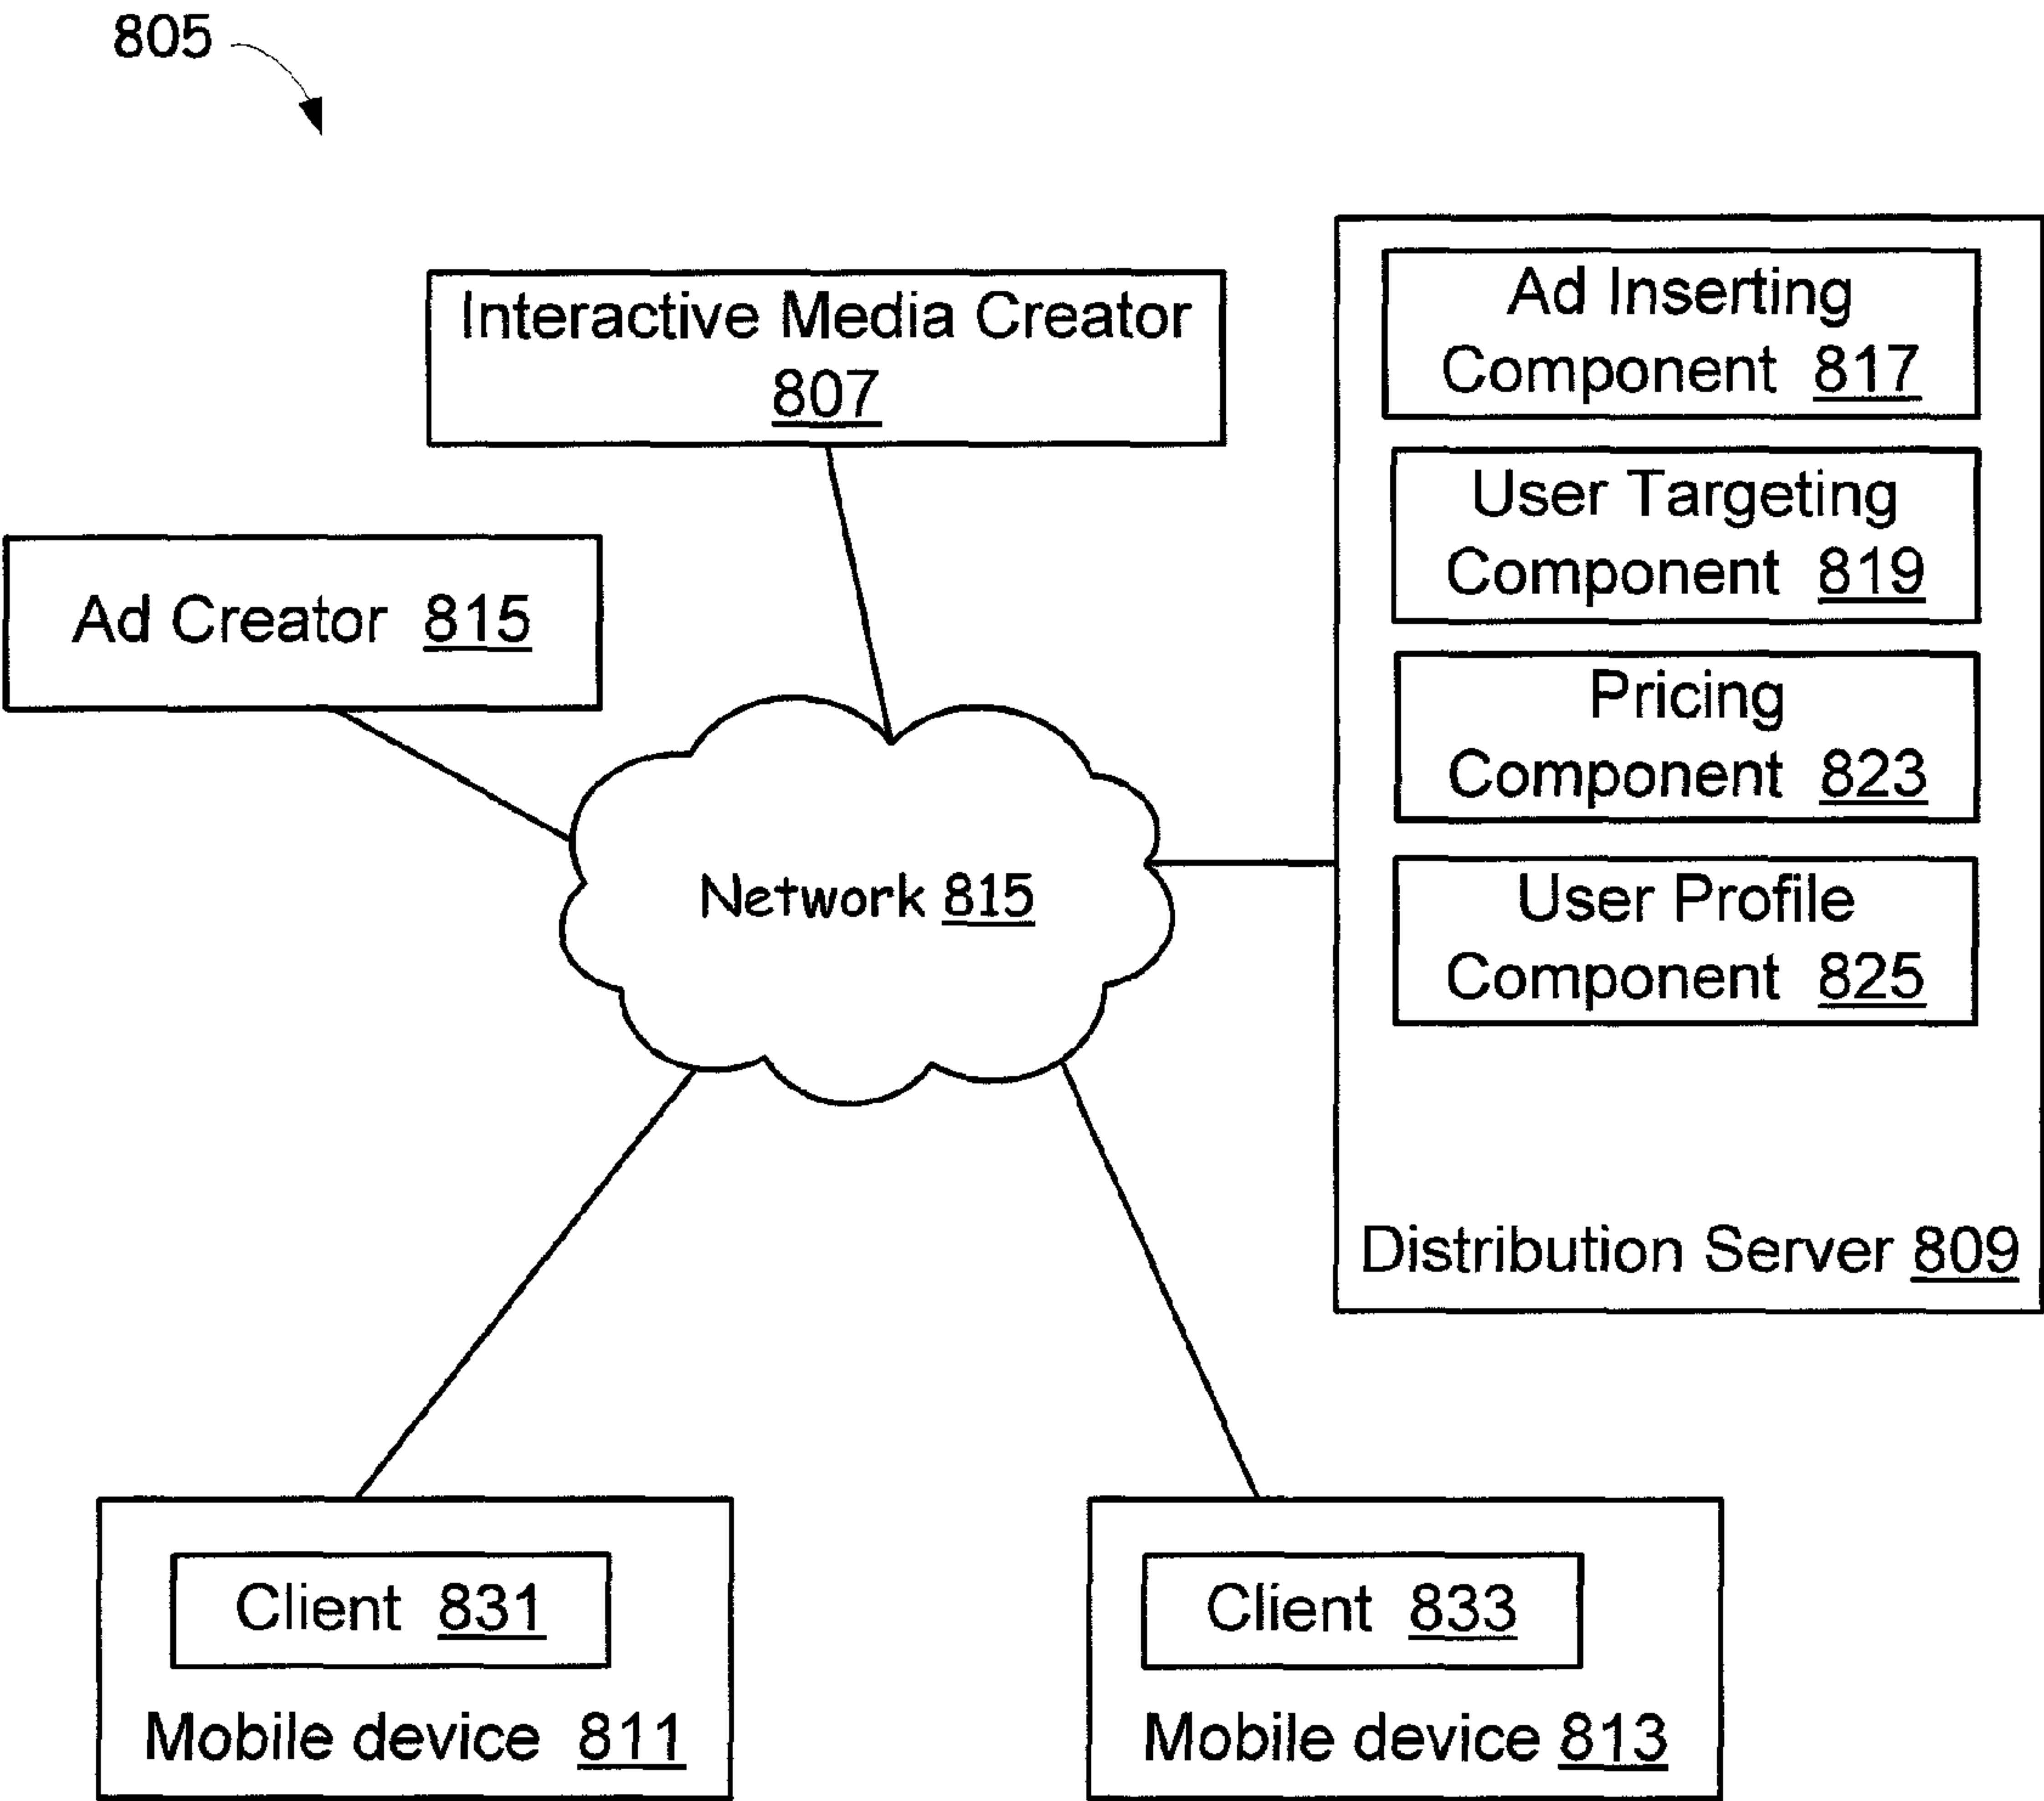 805
Interactive Media Creator
807
Ad Inserting
Component 817
User Targeting
Component 819
Ad Creator 815
Pricing
Component 823
Network 815
User Profile
Component 825
Distribution Server 809
Client 831
Mobile device 811
Client 833
Mobile device 813